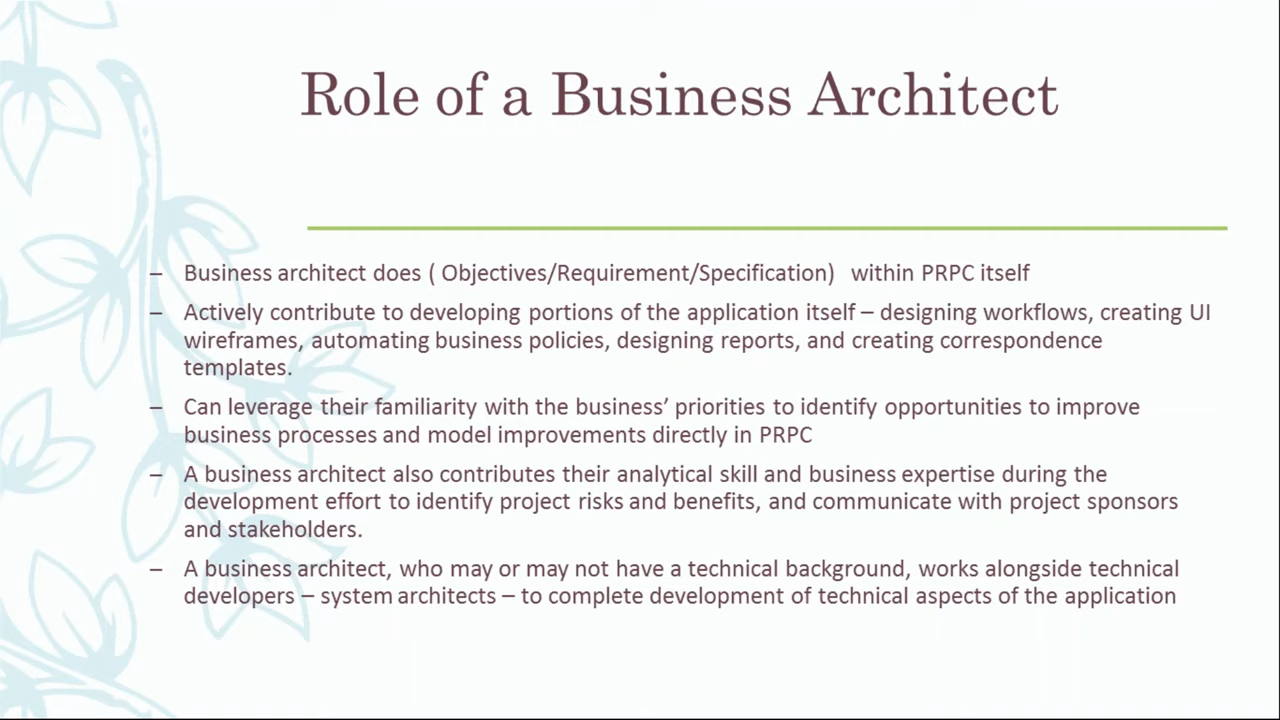 Role of a Business Architect
– Business architect does ( Objectives/Requirement/Specification) within PRPC itself
– Actively contribute to developing portions of the application itself – designing workflows, creating UI
wireframes, automating business policies, designing reports, and creating correspondence
templates.
– Can leverage their familiarity with the business’ priorities to identify opportunities to improve
business processes and model improvements directly in PRPC
– A business architect also contributes their analytical skill and business expertise during the
development effort to identify project risks and benefits, and communicate with project sponsors
and stakeholders.
– A business architect, who may or may not have a technical background, works alongside technical
developers – system architects – to complete development of technical aspects of the application